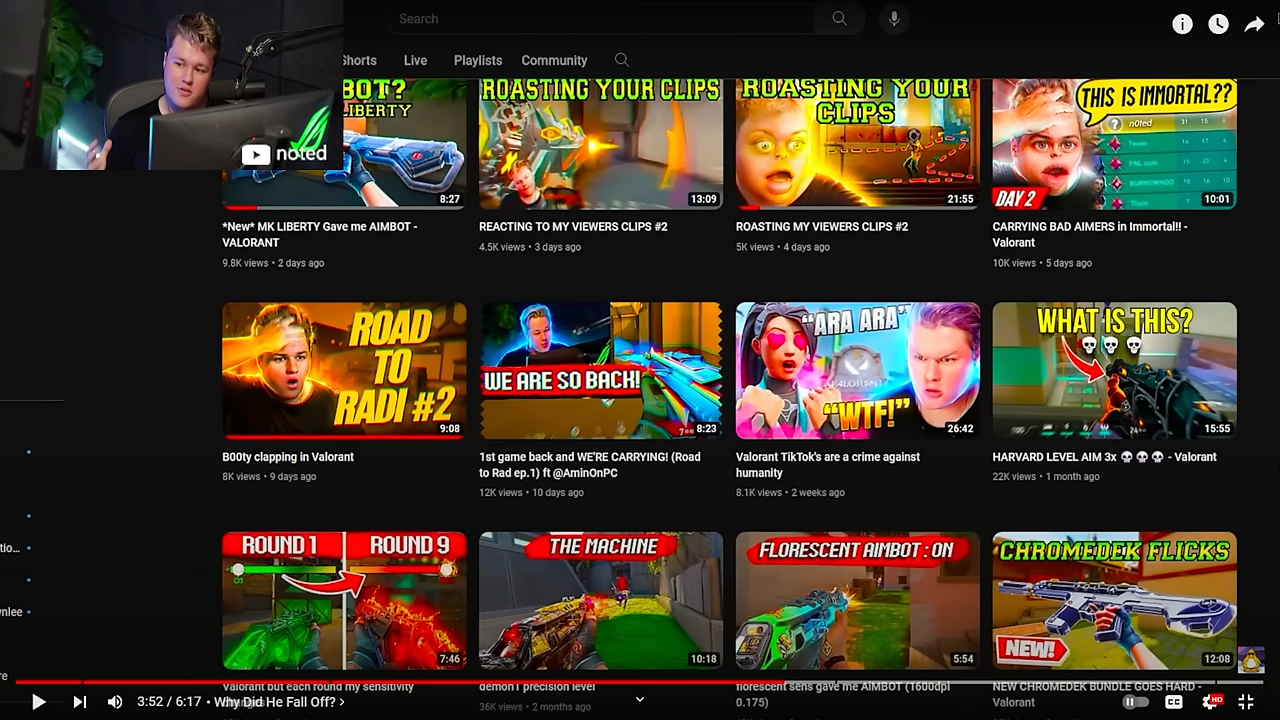 Search
Shorts
Live
Playlists
Community
noted
BOT?
LIBERTY
8:27
ROASTING YOUR CLIPS
13:09
ROASTING YOUR
CLIPS
21:55
THIS IS IMMORTAL??
n0ted
DAY 2
10:01
*New* MK LIBERTY Gave me AIMBOT -
VALORANT
9.8K views • 2 days ago
REACTING TO MY VIEWERS CLIPS #2
4.5K views • 3 days ago
ROASTING MY VIEWERS CLIPS #2
5K views • 4 days ago
CARRYING BAD AIMERS in Immortal!! -
Valorant
10K views • 5 days ago
ROAD
TO
RADI #2
9:08
WE ARE SO BACK!
8:23
"ARA ARA"
VALORANT
"WTF!"
26:42
WHAT IS THIS?
15:55
B00ty clapping in Valorant
8K views • 9 days ago
1st game back and WE'RE CARRYING! (Road
to Rad ep.1) ft @AminOnPC
12K views • 10 days ago
Valorant TikTok's are a crime against
humanity
8.1K views • 2 weeks ago
HARVARD LEVEL AIM 3x 💀 💀 💀 - Valorant
22K views • 1 month ago
tio...
wnlee
re
ROUND 1
ROUND 9
7:46
THE MACHINE
10:18
FLORESCENT AIMBOT : ON
5:54
CHROMEDEK FLICKS
NEW!
12:08
Valorant but each round my sensitivity
demon1 precision level
36K views • 2 months ago
florescent sens gave me AIMBOT (1600dpi
0.175)
NEW CHROMEDEK BUNDLE GOES HARD -
Valorant
3:52 / 6:17 • Why Did He Fall Off? >
CC
HD